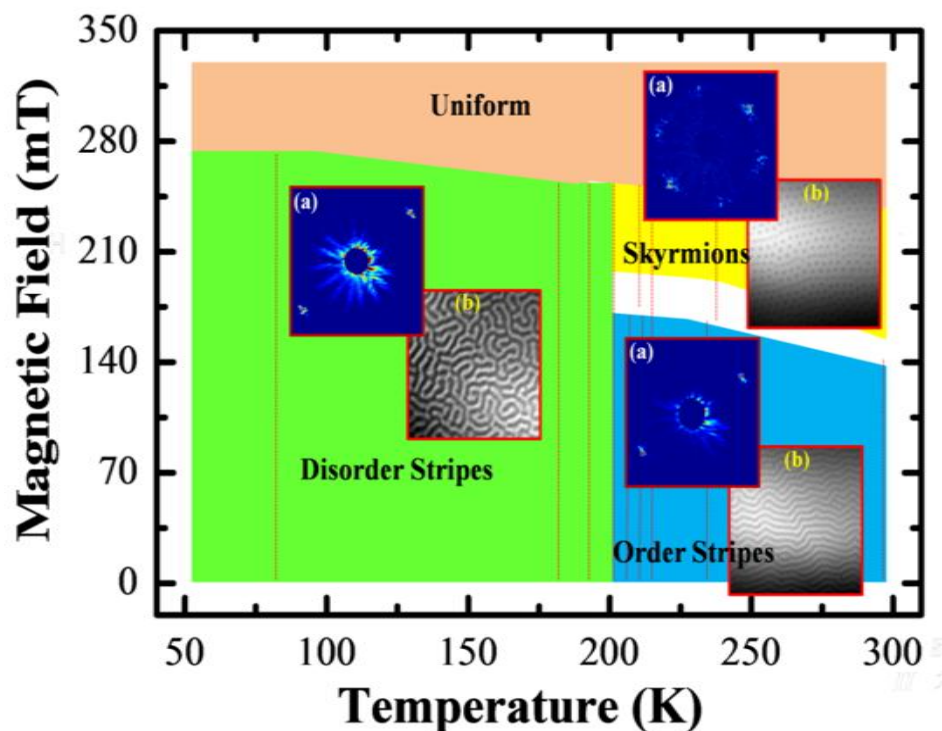 350
280
210
140
70
0
Magnetic Field (mT)
Uniform
(a)
(b)
Skyrmions
(a)
(b)
Disorder Stripes
(a)
(b)
Order Stripes
50 100 150 200 250 300
Temperature (K)